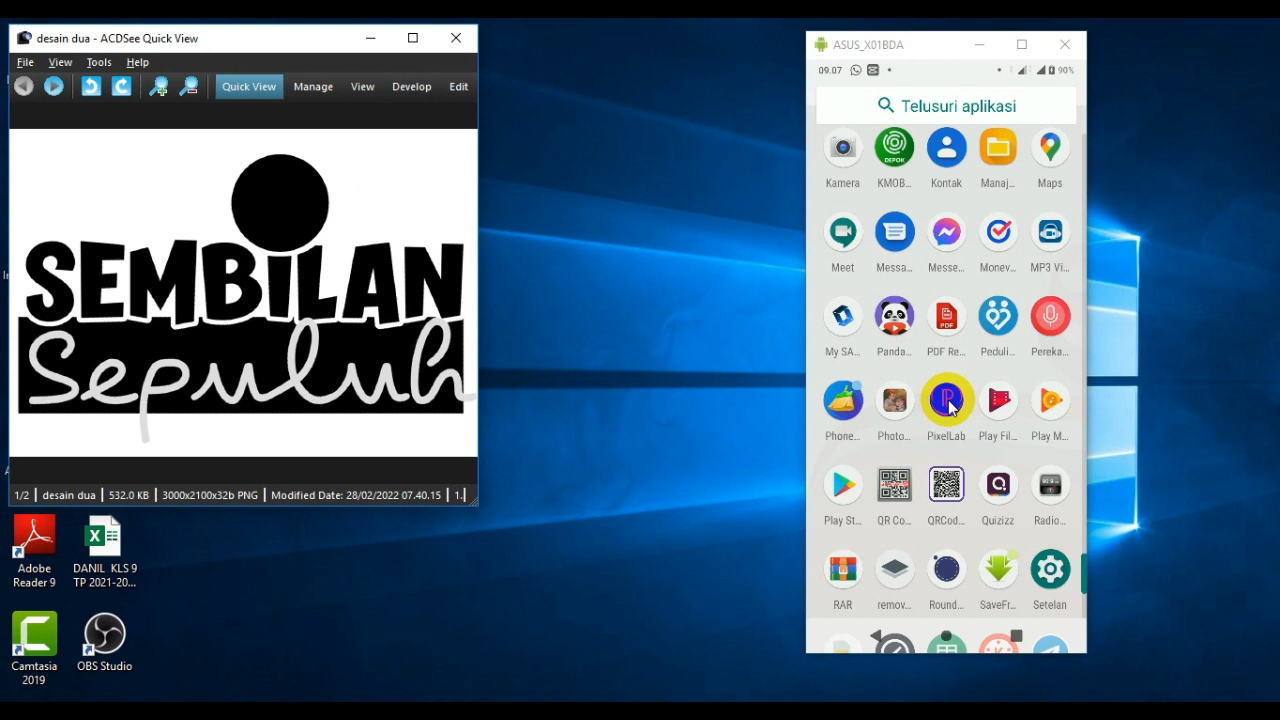 desain dua - ACDSee Quick View
File View Tools Help
Quick View Manage View Develop Edit
SEMBiLAN
Sepuluh
1/2 desain dua 532.0 KB 3000x2100x32b PNG Modified Date: 28/02/2022 07.40.15 1.
Adobe Reader 9
DANIL KLS 9 TP 2021-20...
Camtasia 2019
OBS Studio
ASUS_X01BDA
09.07 90%
Telusuri aplikasi
DEPOK
Kamera KMOB... Kontak Manaj... Maps
Meet Messa... Messe... Monev... MP3 Vi...
PDF
My SA... Panda... PDF Re... Peduli... Pereka...
Phone... Photo... PixelLab Play Fil... Play M...
Play St... QR Co... QRCod... Quizizz Radio...
RAR remov... Round... SaveFr... Setelan